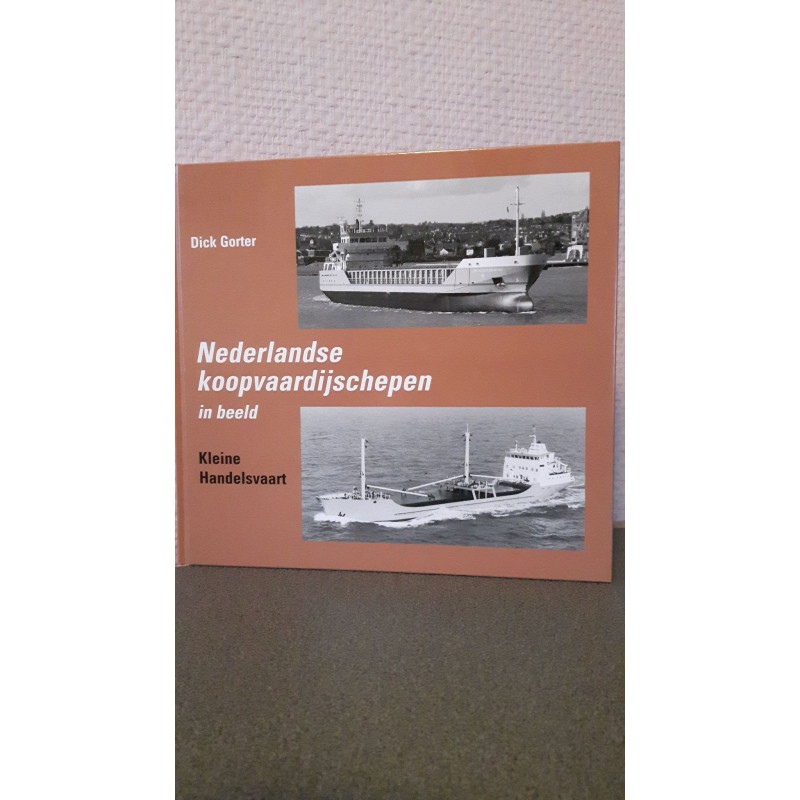 Dick Gorter
Nederlandse
koopvaardijschepen
in beeld
Kleine
Handelsvaart